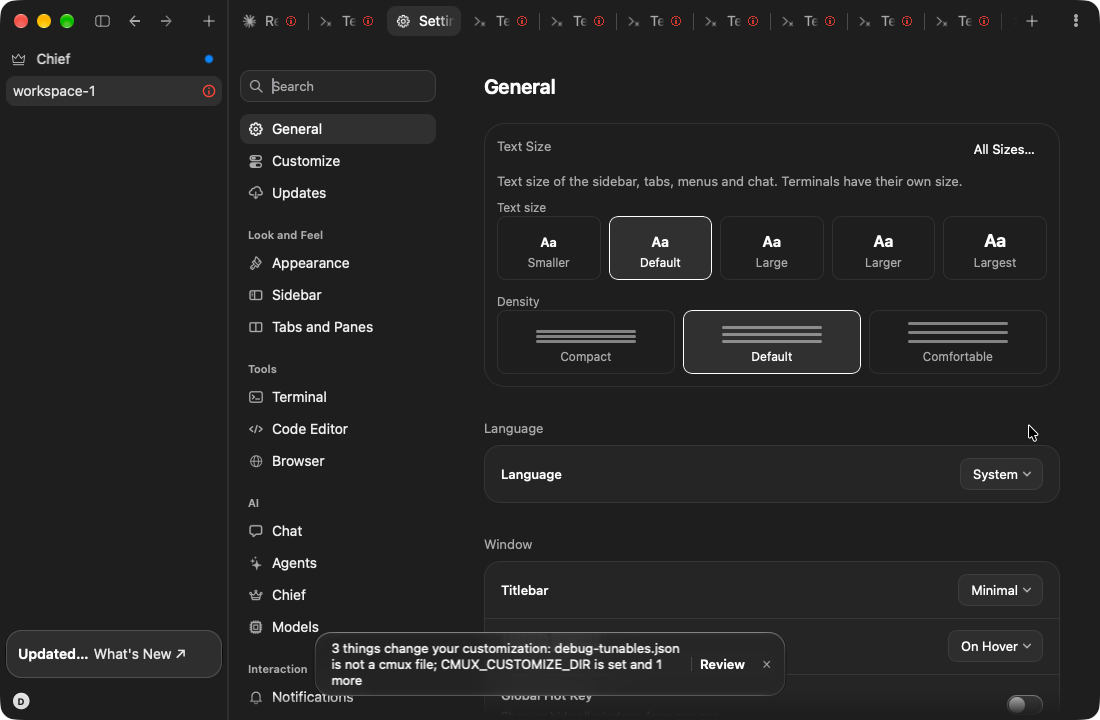 Re
Te
Settin
Te
Te
Te
Te
Te
Te
Te
Chief
workspace-1
Updated... What's New
D
Search
General
Customize
Updates
Look and Feel
Appearance
Sidebar
Tabs and Panes
Tools
Terminal
Code Editor
Browser
AI
Chat
Agents
Chief
Models
Interaction
Notifications
General
Text Size
All Sizes...
Text size of the sidebar, tabs, menus and chat. Terminals have their own size.
Text size
Aa
Smaller
Aa
Default
Aa
Large
Aa
Larger
Aa
Largest
Density
Compact
Default
Comfortable
Language
Language
System
Window
Titlebar
Minimal
On Hover
Global Hot Key
3 things change your customization: debug-tunables.json
is not a cmux file; CMUX_CUSTOMIZE_DIR is set and 1
more
Review